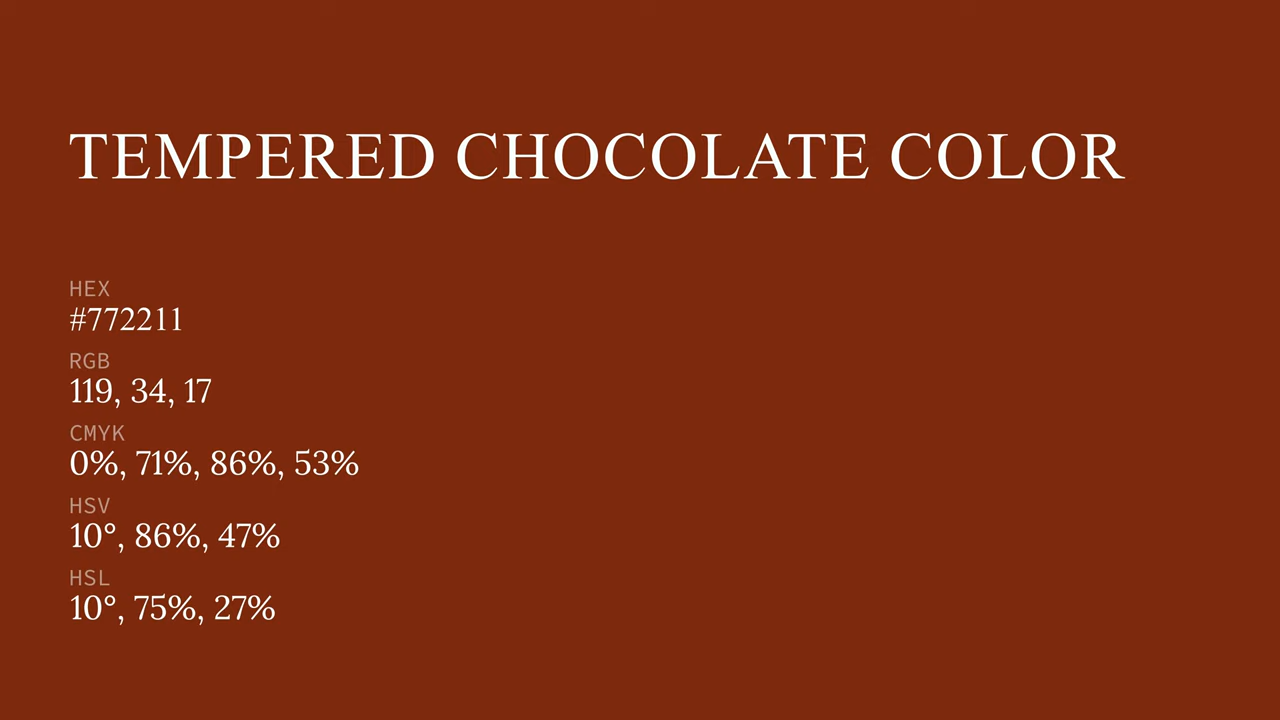 TEMPERED CHOCOLATE COLOR
HEX
#772211
RGB
119, 34, 17
CMYK
0%, 71%, 86%, 53%
HSV
10°, 86%, 47%
HSL
10°, 75%, 27%